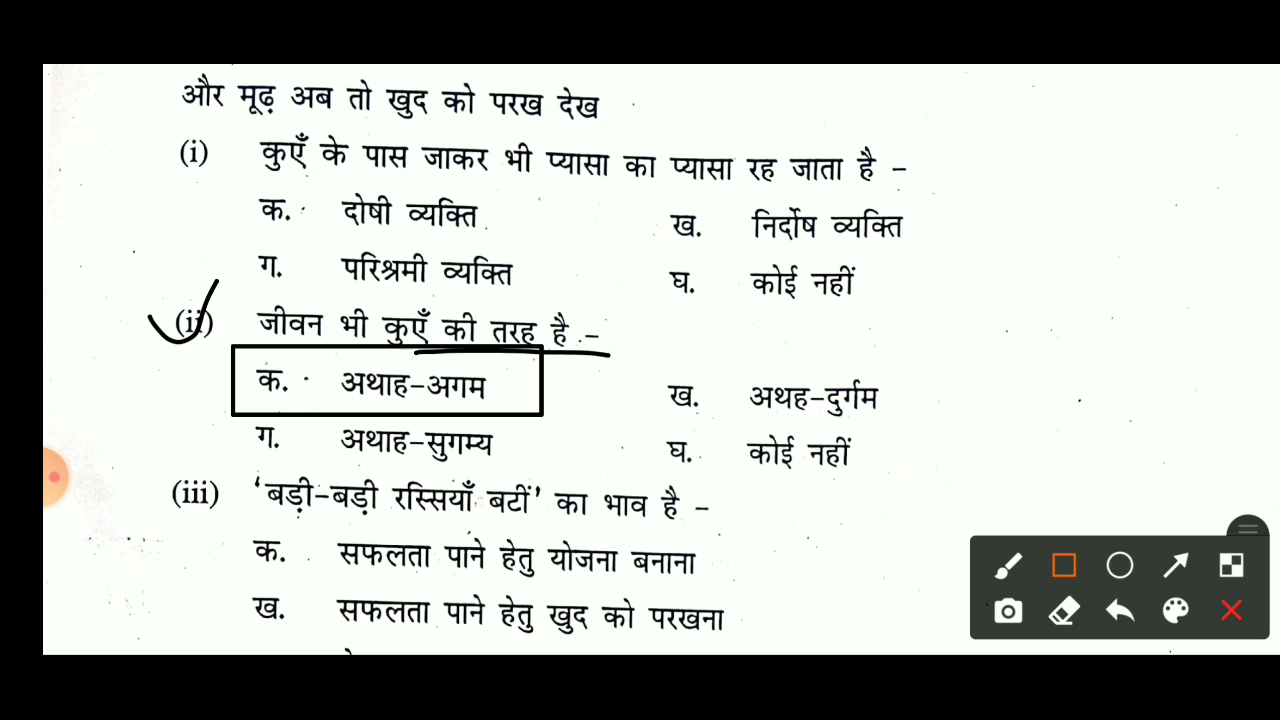 और मूढ़ अब तो खुद को परख देख
(i) कुएँ के पास जाकर भी प्यासा का प्यासा रह जाता है -
क. दोषी व्यक्ति ख. निर्दोष व्यक्ति
ग. परिश्रमी व्यक्ति घ. कोई नहीं
(ii) जीवन भी कुएँ की तरह है -
क. अथाह-अगम ख. अथह-दुर्गम
ग. अथाह-सुगम्य घ. कोई नहीं
(iii) 'बड़ी-बड़ी रस्सियाँ बटीं' का भाव है -
क. सफलता पाने हेतु योजना बनाना
ख. सफलता पाने हेतु खुद को परखना